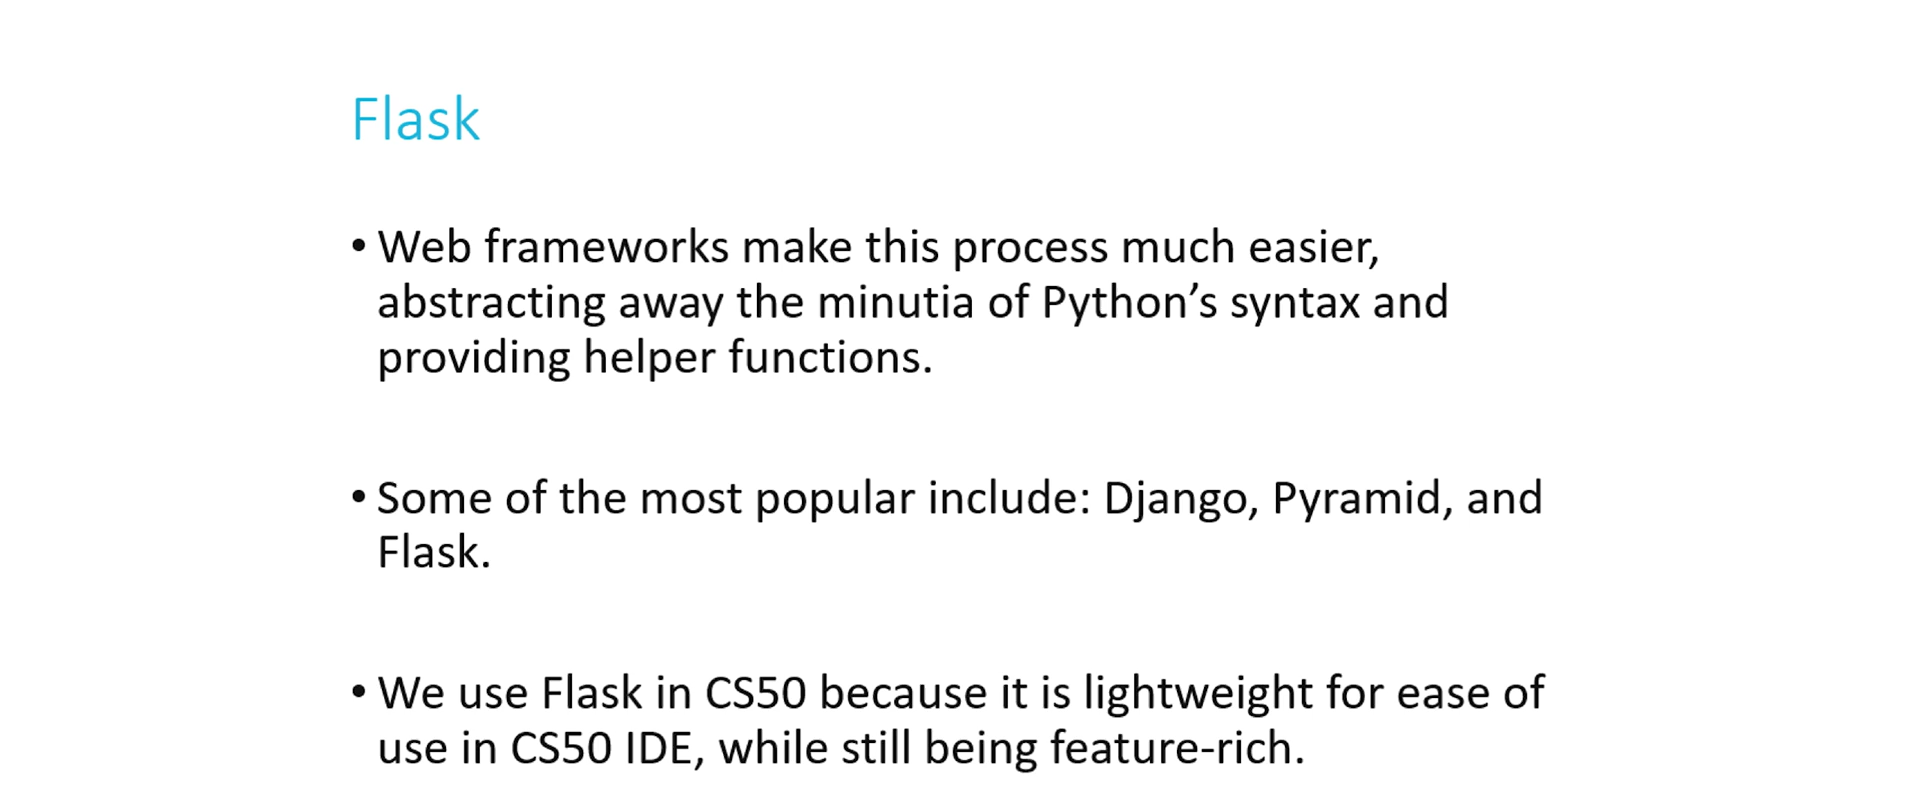 Flask
• Web frameworks make this process much easier,
abstracting away the minutia of Python’s syntax and
providing helper functions.
• Some of the most popular include: Django, Pyramid, and
Flask.
• We use Flask in CS50 because it is lightweight for ease of
use in CS50 IDE, while still being feature-rich.